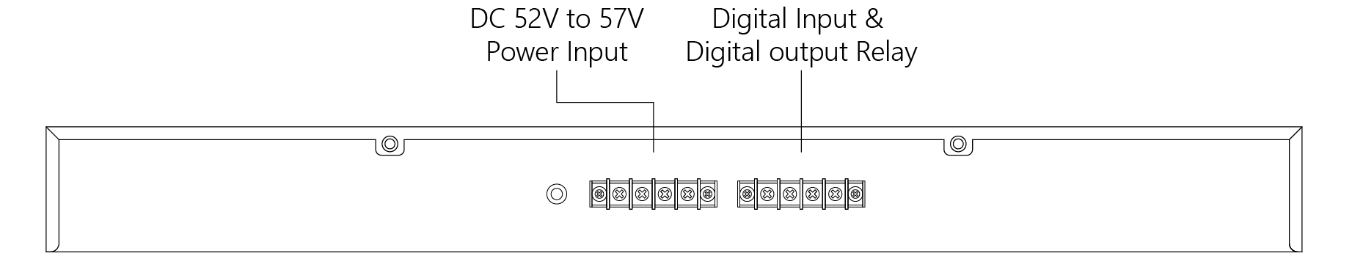 DC 52V to 57V
Power Input
Digital Input &
Digital output Relay